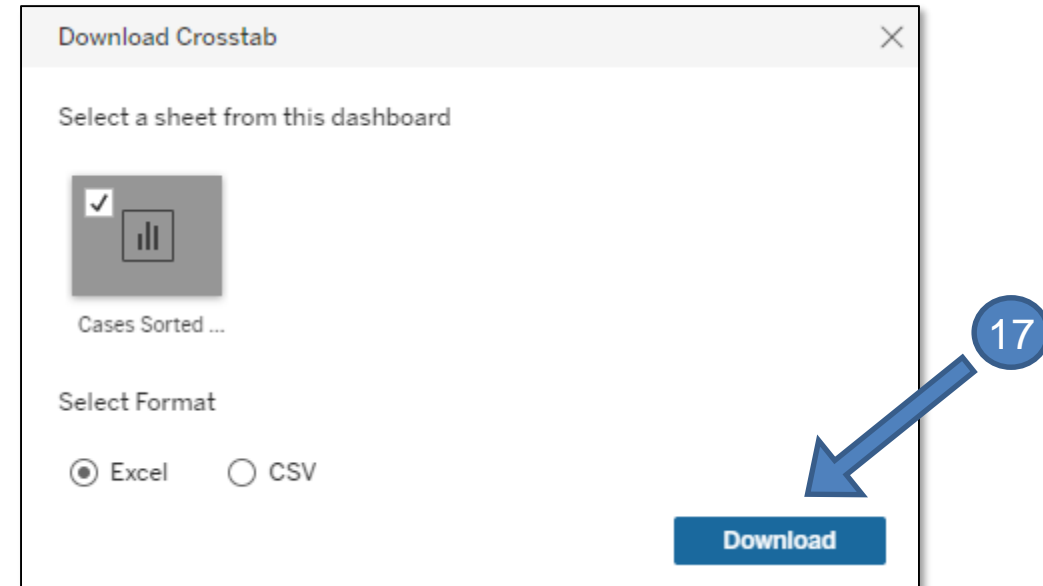 Download Crosstab
Select a sheet from this dashboard
Cases Sorted ...
17
Select Format
Excel CSV
Download